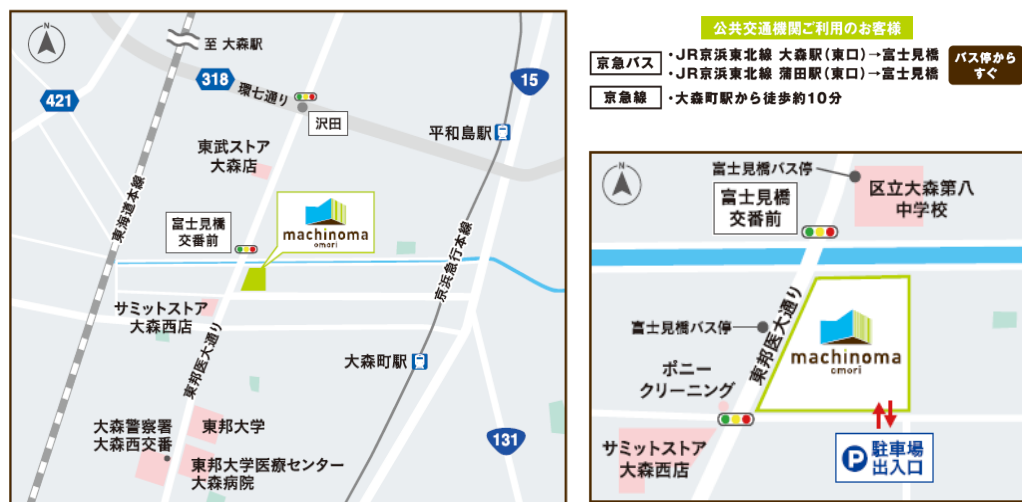 N
至 大森駅
318
環七通り
421
15
沢田
平和島駅
東武ストア
大森店
東海道本線
富士見橋
交番前
machinoma
omori
京浜急行本線
サミットストア
大森西店
東邦医大通り
大森町駅
大森警察署
大森西交番
東邦大学
131
東邦大学医療センター
大森病院
公共交通機関ご利用のお客様
京急バス
・JR京浜東北線 大森駅(東口)→富士見橋
・JR京浜東北線 蒲田駅(東口)→富士見橋
バス停から
すぐ
京急線
・大森町駅から徒歩約10分
N
富士見橋バス停
区立大森第八
中学校
富士見橋
交番前
東邦医大通り
富士見橋バス停
machinoma
omori
ポニー
クリーニング
サミットストア
大森西店
P 駐車場
出入口